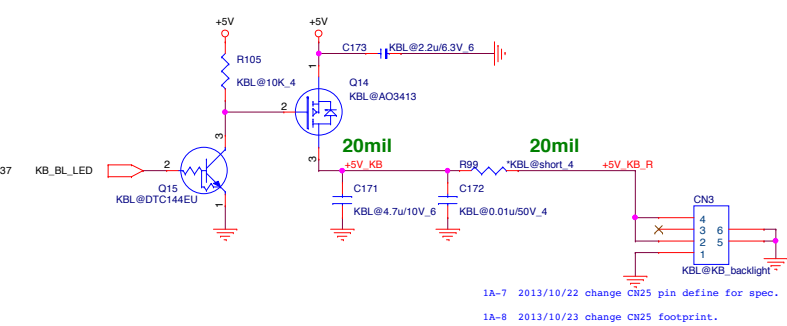 +5V
+5V
C173
KBL@2.2u/6.3V_6
R105
KBL@10K_4
1
Q14
KBL@AO3413
2
3
3
20mil
20mil
37
KB_BL_LED
2
+5V_KB
R99
*KBL@short_4
+5V_KB_R
Q15
KBL@DTC144EU
1
C171
KBL@4.7u/10V_6
C172
KBL@0.01u/50V_4
CN3
4
3 6
2 5
1
KBL@KB_backlight
1A-7 2013/10/22 change CN25 pin define for spec.
1A-8 2013/10/23 change CN25 footprint.